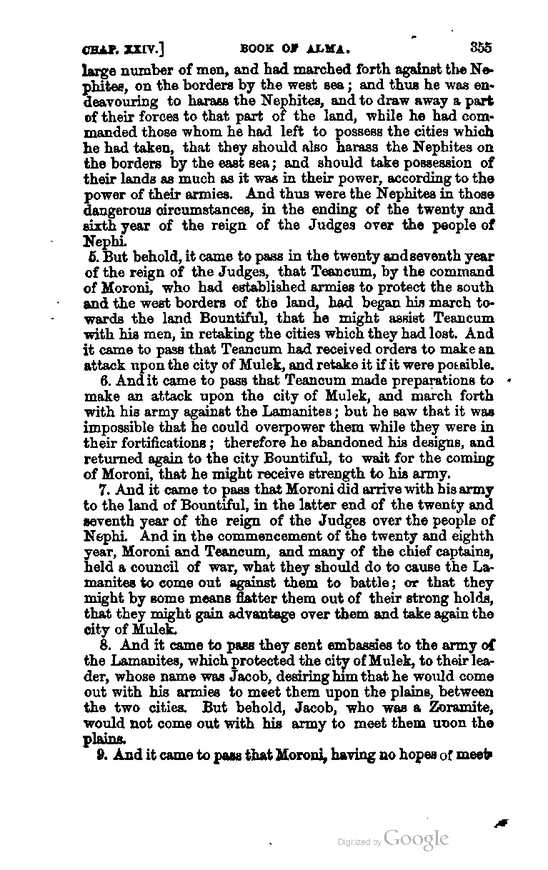 CHAP. XXIV.] BOOK OF ALMA. 355
large number of men, and had marched forth against the Ne-
phites, on the borders by the west sea; and thus he was en-
deavouring to harass the Nephites, and to draw away a part
of their forces to that part of the land, while he had com-
manded those whom he had left to possess the cities which
he had taken, that they should also harass the Nephites on
the borders by the east sea; and should take possession of
their lands as much as it was in their power, according to the
power of their armies. And thus were the Nephites in those
dangerous circumstances, in the ending of the twenty and
sixth year of the reign of the Judges over the people of
Nephi.
5. But behold, it came to pass in the twenty and seventh year
of the reign of the Judges, that Teancum, by the command
of Moroni, who had established armies to protect the south
and the west borders of the land, had began his march to-
wards the land Bountiful, that he might assist Teancum
with his men, in retaking the cities which they had lost. And
it came to pass that Teancum had received orders to make an
attack upon the city of Mulek, and retake it if it were possible.
6. And it came to pass that Teancum made preparations to
make an attack upon the city of Mulek, and march forth
with his army against the Lamanites; but he saw that it was
impossible that he could overpower them while they were in
their fortifications; therefore he abandoned his designs, and
returned again to the city Bountiful, to wait for the coming
of Moroni, that he might receive strength to his army.
7. And it came to pass that Moroni did arrive with his army
to the land of Bountiful, in the latter end of the twenty and
seventh year of the reign of the Judges over the people of
Nephi. And in the commencement of the twenty and eighth
year, Moroni and Teancum, and many of the chief captains,
held a council of war, what they should do to cause the La-
manites to come out against them to battle; or that they
might by some means flatter them out of their strong holds,
that they might gain advantage over them and take again the
city of Mulek.
8. And it came to pass they sent embassies to the army of
the Lamanites, which protected the city of Mulek, to their lea-
der, whose name was Jacob, desiring him that he would come
out with his armies to meet them upon the plains, between
the two cities. But behold, Jacob, who was a Zoramite,
would not come out with his army to meet them upon the
plains.
9. And it came to pass that Moroni, having no hopes of meet-
Digitized by Google